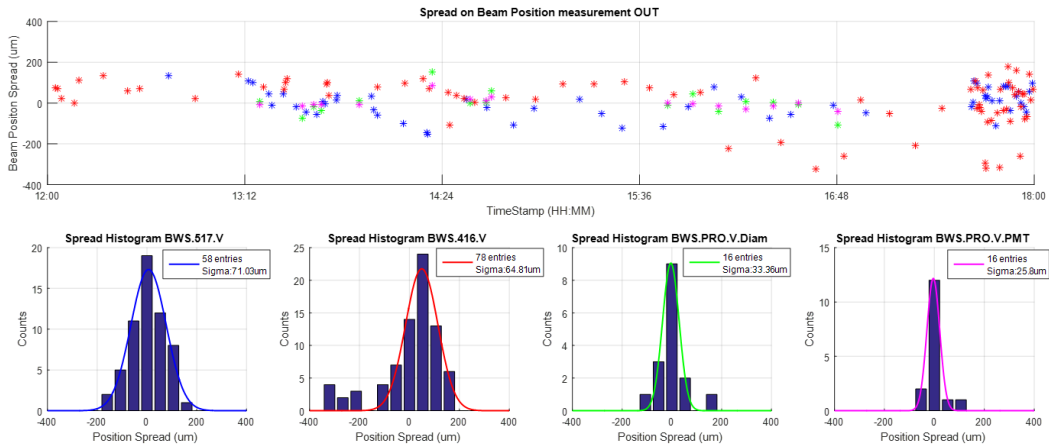 Spread on Beam Position measurement OUT
Beam Positon Spread (um)
400
200
0
-200
-400
12:00 13:12 14:24 15:36 16:48 18:00
TimeStamp (HH:MM)
Spread Histogram BWS.517.V
58 entries
Sigma:71.03um
Counts
20
15
10
5
0
-400 -200 0 200 400
Position Spread (um)
Spread Histogram BWS.416.V
78 entries
Sigma:64.81um
Counts
25
20
15
10
5
0
-400 -200 0 200 400
Position Spread (um)
Spread Histogram BWS.PRO.V.Diam
16 entries
Sigma:33.36um
Counts
10
8
6
4
2
0
-400 -200 0 200 400
Position Spread (um)
Spread Histogram BWS.PRO.V.PMT
16 entries
Sigma:25.8um
Counts
15
10
5
0
-400 -200 0 200 400
Position Spread (um)